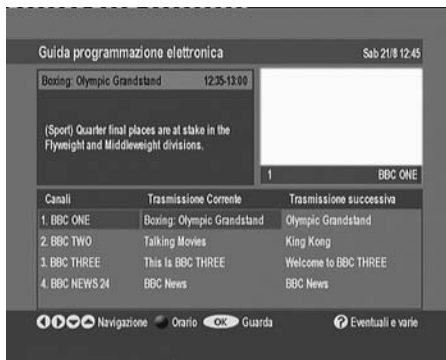 Guida programmazione elettronica Sab 21/8 12:45
Boxing: Olympic Grandstand 12:35-13:00
(Sport) Quarter final places are at stake in the
Flyweight and Middleweight divisions.
1 BBC ONE
Canali Trasmissione Corrente Trasmissione successiva
1. BBC ONE Boxing: Olympic Grandstand Olympic Grandstand
2. BBC TWO Talking Movies King Kong
3. BBC THREE This Is BBC THREE Welcome to BBC THREE
4. BBC NEWS 24 BBC News BBC News
Navigazione Orario OK Guarda ? Eventuali e varie